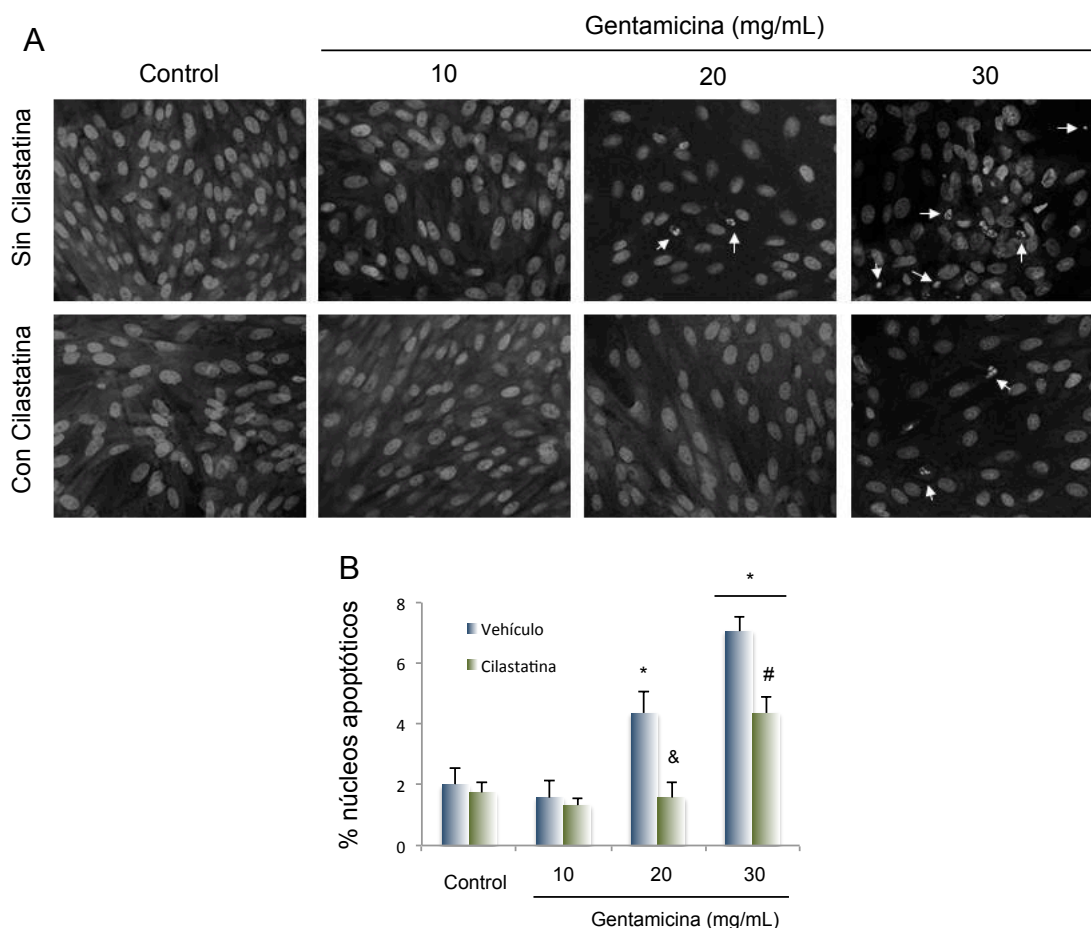 A
Gentamicina (mg/mL)
Control 10 20 30
Sin Cilastatina
Con Cilastatina
B
% núcleos apoptóticos
*
8
Vehículo
6
Cilastatina
*
#
4
&
2
0
Control 10 20 30
Gentamicina (mg/mL)